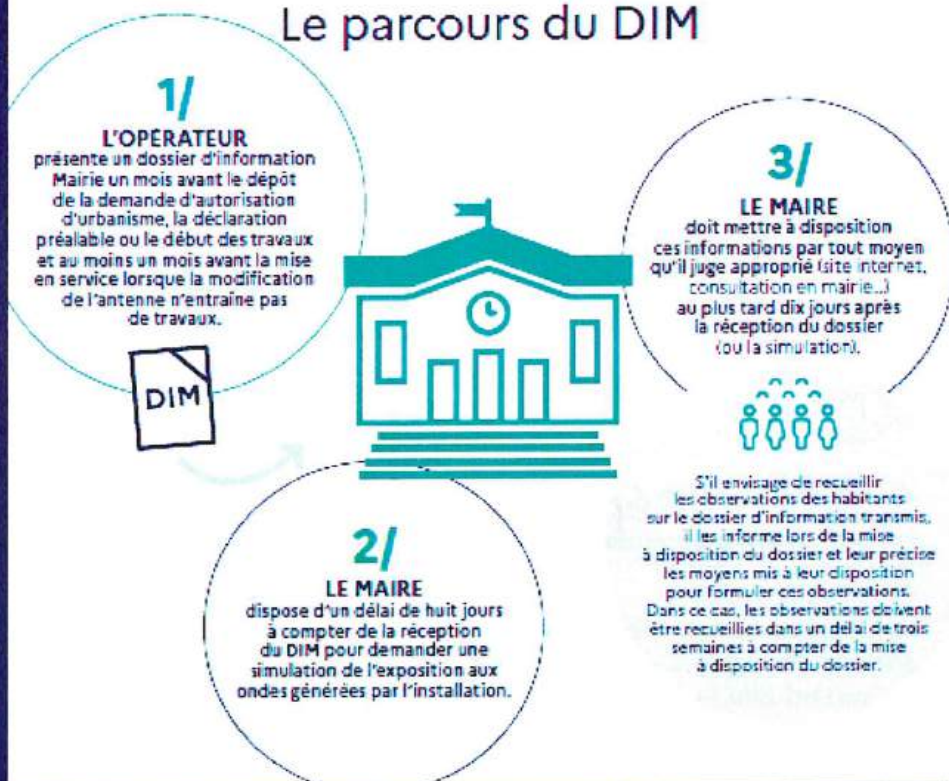 Le parcours du DIM
1/
L'OPÉRATEUR
présente un dossier d'information
Mairie un mois avant le dépôt
de la demande d'autorisation
d'urbanisme, la déclaration
préalable ou le début des travaux
et au moins un mois avant la mise
en service lorsque la modification
de l'antenne n'entraîne pas
de travaux.
DIM
2/
LE MAIRE
dispose d'un délai de huit jours
à compter de la réception
du DIM pour demander une
simulation de l'exposition aux
ondes générées par l'installation.
3/
LE MAIRE
doit mettre à disposition
ces informations par tout moyen
qu'il juge approprié (site internet,
consultation en mairie...)
au plus tard dix jours après
la réception du dossier
(ou la simulation).
S'il envisage de recueillir
les observations des habitants
sur le dossier d'information transmis,
il les informe lors de la mise
à disposition du dossier et leur précise
les moyens mis à leur disposition
pour formuler ces observations.
Dans ce cas, les observations doivent
être recueillies dans un délai de trois
semaines à compter de la mise
à disposition du dossier.